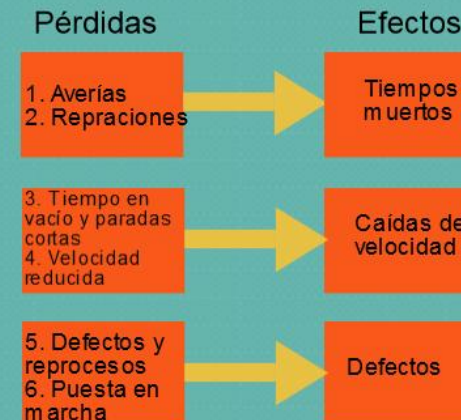 Pérdidas
Efectos
1. Averías
2. Repraciones
Tiempos
muertos
3. Tiempo en
vacío y paradas
cortas
4. Velocidad
reducida
Caídas de
velocidad
5. Defectos y
reprocesos
6. Puesta en
marcha
Defectos